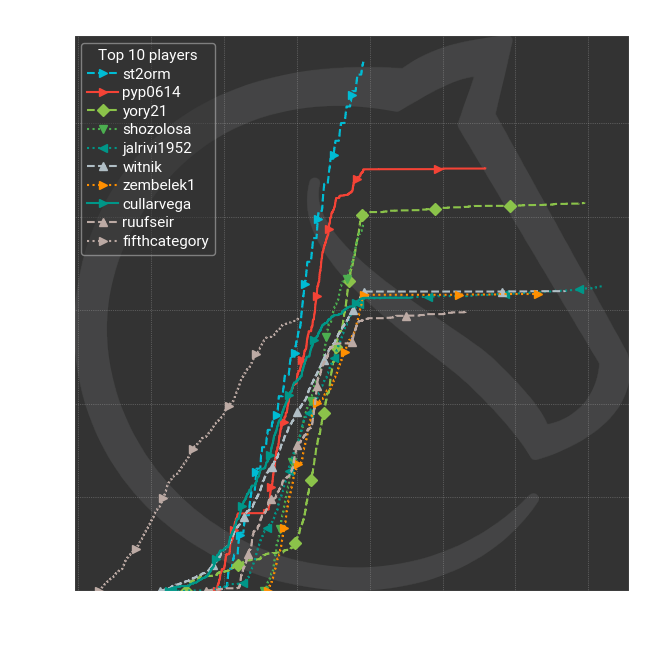 Top 10 players
st2orm
pyp0614
yory21
shozolosa
jalrivi1952
witnik
zembelek1
cullarvega
ruufseir
fifthcategory